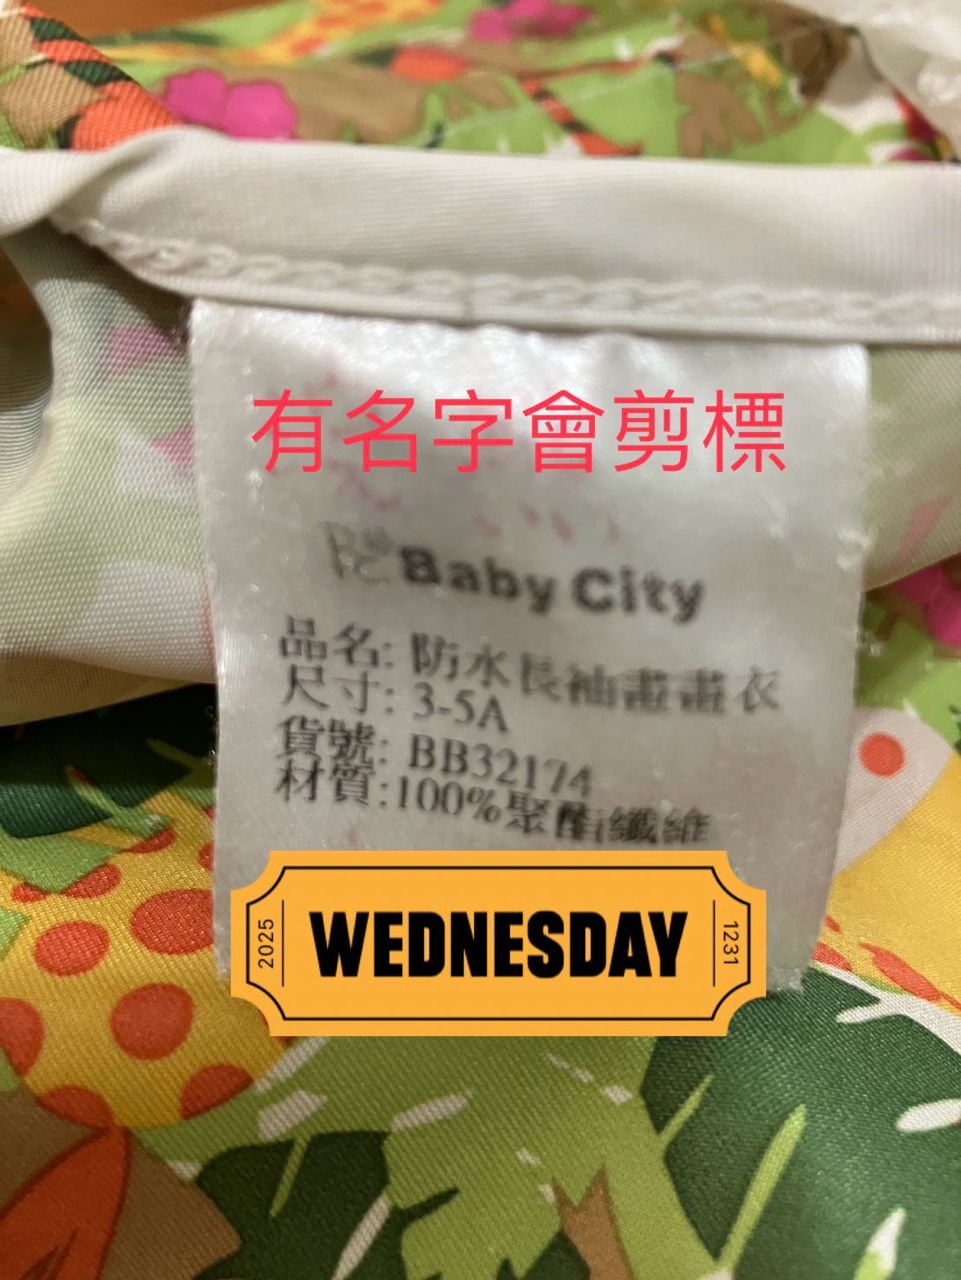 有名字會剪標
Baby City
品名: 防水長袖畫畫衣
尺寸: 3-5A
貨號: BB32174
材質:100%聚酯纖維
2025
WEDNESDAY
1231